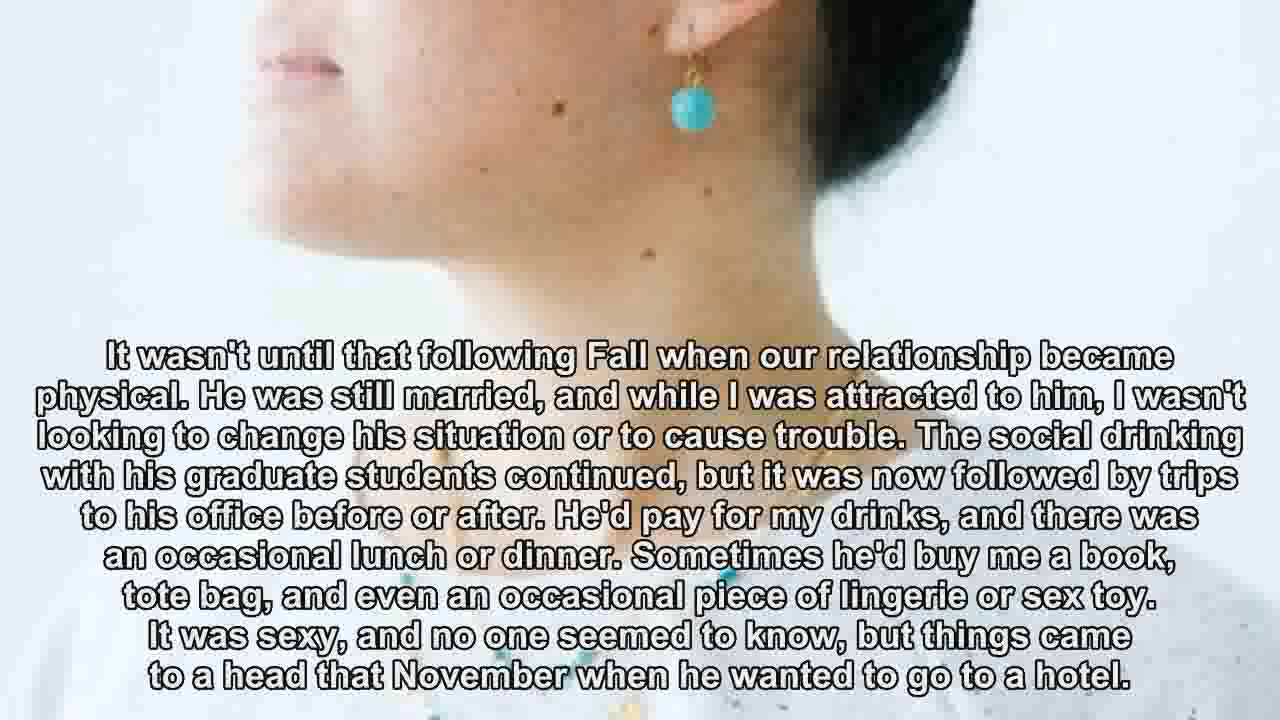 It wasn't until that following Fall when our relationship became
physical. He was still married, and while I was attracted to him, I wasn't
looking to change his situation or to cause trouble. The social drinking
with his graduate students continued, but it was now followed by trips
to his office before or after. He'd pay for my drinks, and there was
an occasional lunch or dinner. Sometimes he'd buy me a book,
tote bag, and even an occasional piece of lingerie or sex toy.
It was sexy, and no one seemed to know, but things came
to a head that November when he wanted to go to a hotel.